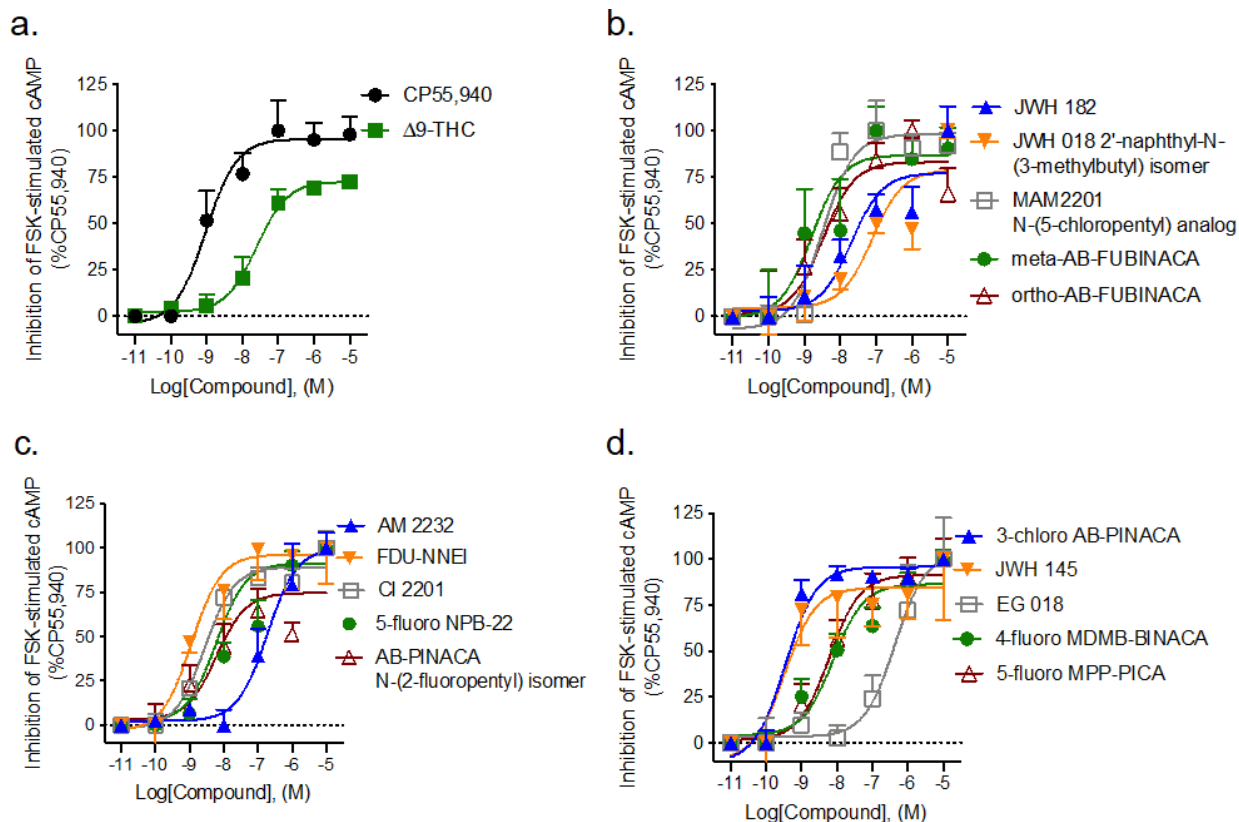 a.
Inhibition of FSK-stimulated cAMP
(%CP55,940)
125
100
75
50
25
0
-11 -10 -9 -8 -7 -6 -5
Log[Compound], (M)
CP55,940
Δ9-THC
b.
Inhibition of FSK-stimulated cAMP
(%CP55,940)
125
100
75
50
25
0
-11 -10 -9 -8 -7 -6 -5
Log[Compound], (M)
JWH 182
JWH 018 2'-naphthyl-N-
(3-methylbutyl) isomer
MAM2201
N-(5-chloropentyl) analog
meta-AB-FUBINACA
ortho-AB-FUBINACA
c.
Inhibition of FSK-stimulated cAMP
(%CP55,940)
125
100
75
50
25
0
-11 -10 -9 -8 -7 -6 -5
Log[Compound], (M)
AM 2232
FDU-NNEI
CI 2201
5-fluoro NPB-22
AB-PINACA
N-(2-fluoropentyl) isomer
d.
Inhibition of FSK-stimulated cAMP
(%CP55,940)
125
100
75
50
25
0
-11 -10 -9 -8 -7 -6 -5
Log[Compound], (M)
3-chloro AB-PINACA
JWH 145
EG 018
4-fluoro MDMB-BINACA
5-fluoro MPP-PICA